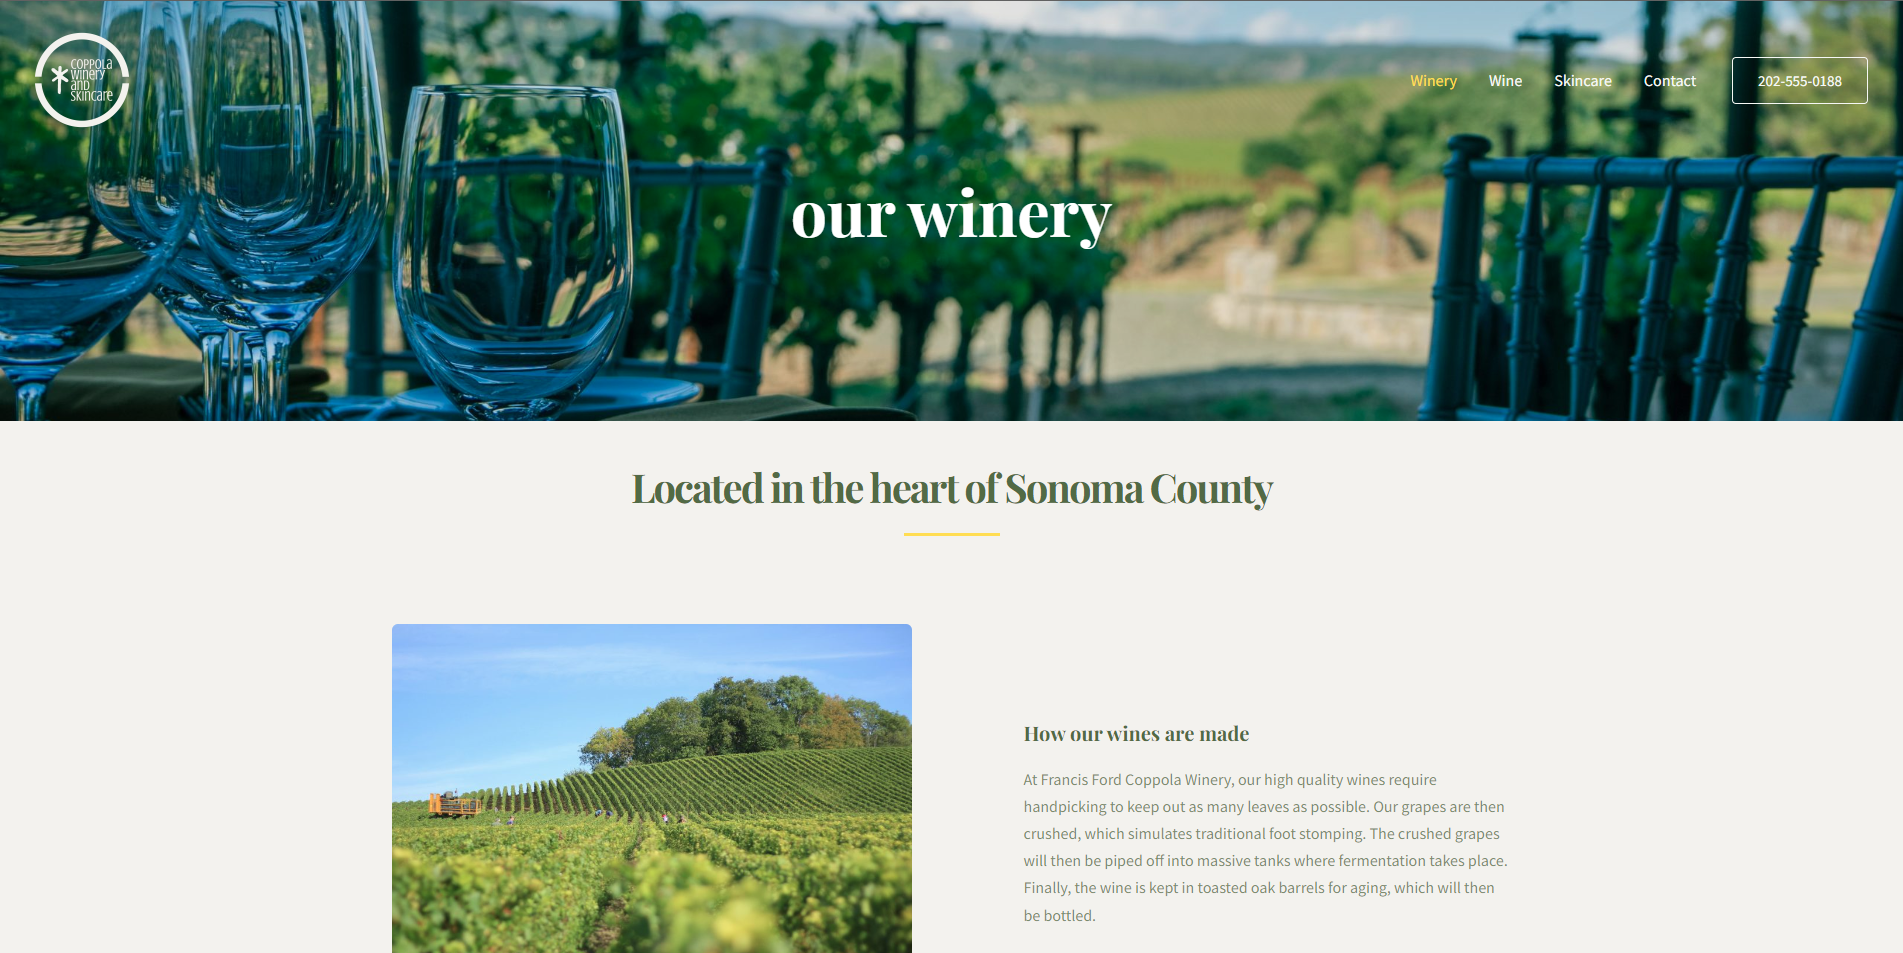 COPPOLA
winery
and
skincare
Winery
Wine
Skincare
Contact
202-555-0188
our winery
Located in the heart of Sonoma County
How our wines are made
At Francis Ford Coppola Winery, our high quality wines require
handpicking to keep out as many leaves as possible. Our grapes are then
crushed, which simulates traditional foot stomping. The crushed grapes
will then be piped off into massive tanks where fermentation takes place.
Finally, the wine is kept in toasted oak barrels for aging, which will then
be bottled.